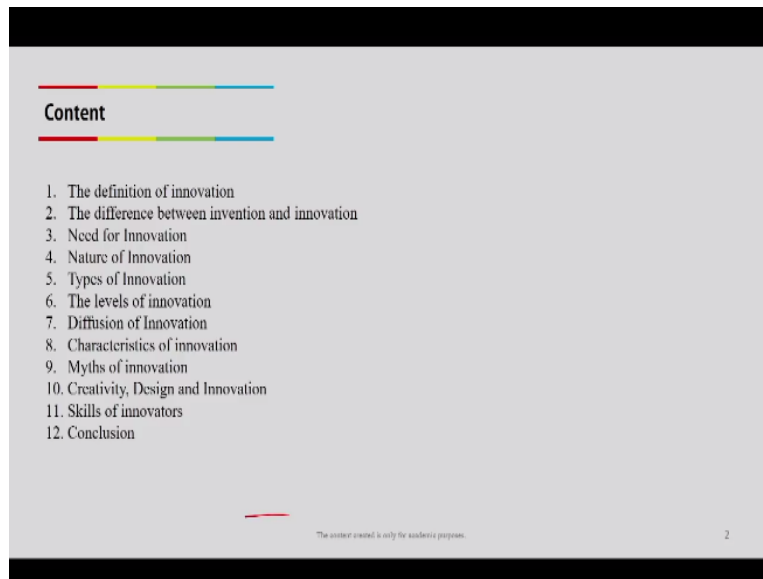 Content
1. The definition of innovation
2. The difference between invention and innovation
3. Need for Innovation
4. Nature of Innovation
5. Types of Innovation
6. The levels of innovation
7. Diffusion of Innovation
8. Characteristics of innovation
9. Myths of innovation
10. Creativity, Design and Innovation
11. Skills of innovators
12. Conclusion
The content created is only for academic purposes.
2